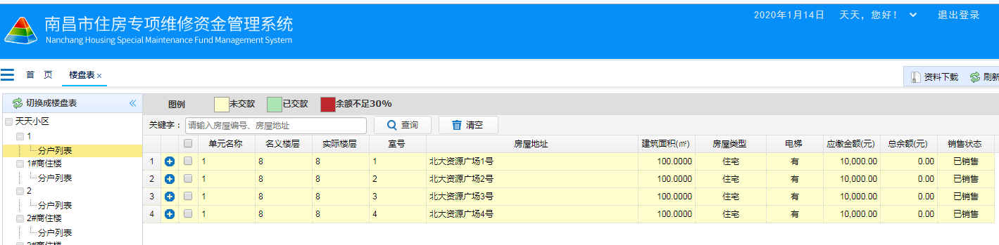 2020年1月14日 天天，您好！ 退出登录
南昌市住房专项维修资金管理系统
Nanchang Housing Special Maintenance Fund Management System
首 页 楼盘表 × 资料下载 刷新
切换成楼盘表 «
图例 未交款 已交款 余额不足30%
天天小区
关键字： 请输入房屋编号、房屋地址 查询 清空
1
分户列表
1#商住楼
分户列表
2
分户列表
2#商住楼
分户列表
单元名称 名义楼层 实际楼层 室号 房屋地址 建筑面积(㎡) 房屋类型 电梯 应缴金额(元) 总余额(元) 销售状态
1 1 8 8 1 北大资源广场1号 100.0000 住宅 有 10,000.00 0.00 已销售
2 1 8 8 2 北大资源广场2号 100.0000 住宅 有 10,000.00 0.00 已销售
3 1 8 8 3 北大资源广场3号 100.0000 住宅 有 10,000.00 0.00 已销售
4 1 8 8 4 北大资源广场4号 100.0000 住宅 有 10,000.00 0.00 已销售